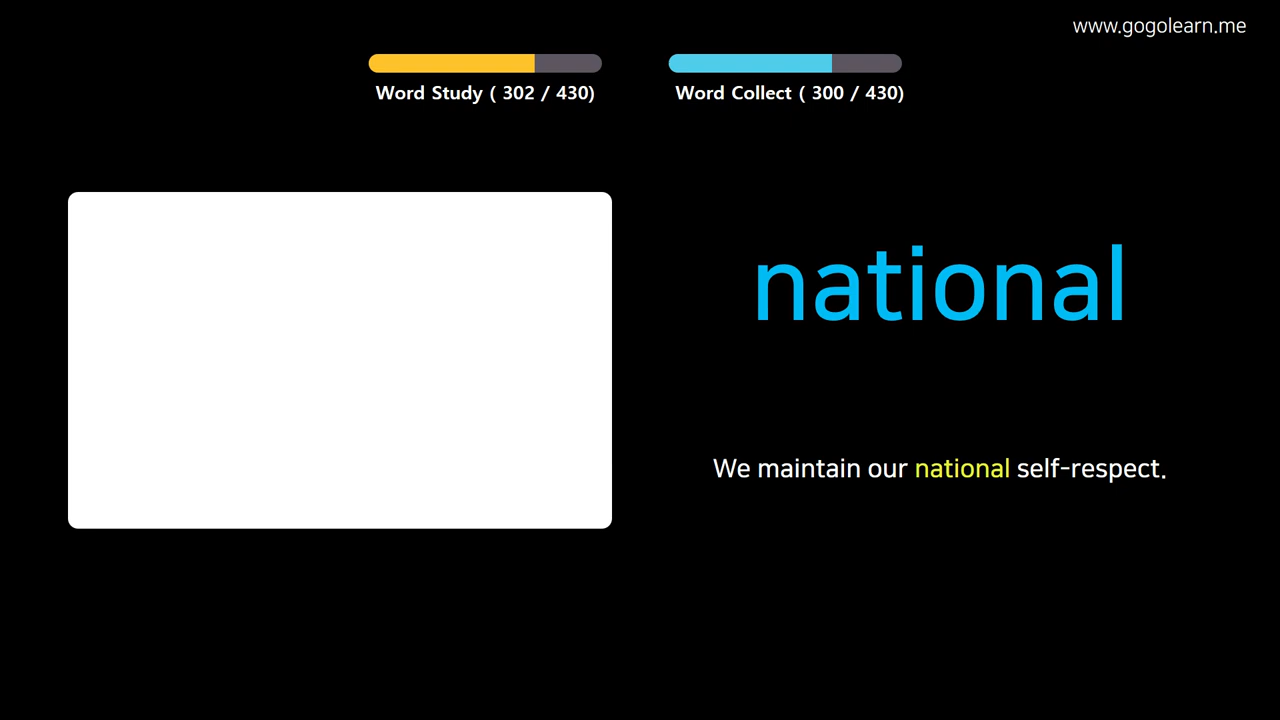 www.gogolearn.me
Word Study ( 302 / 430)
Word Collect ( 300 / 430)
national
We maintain our national self-respect.